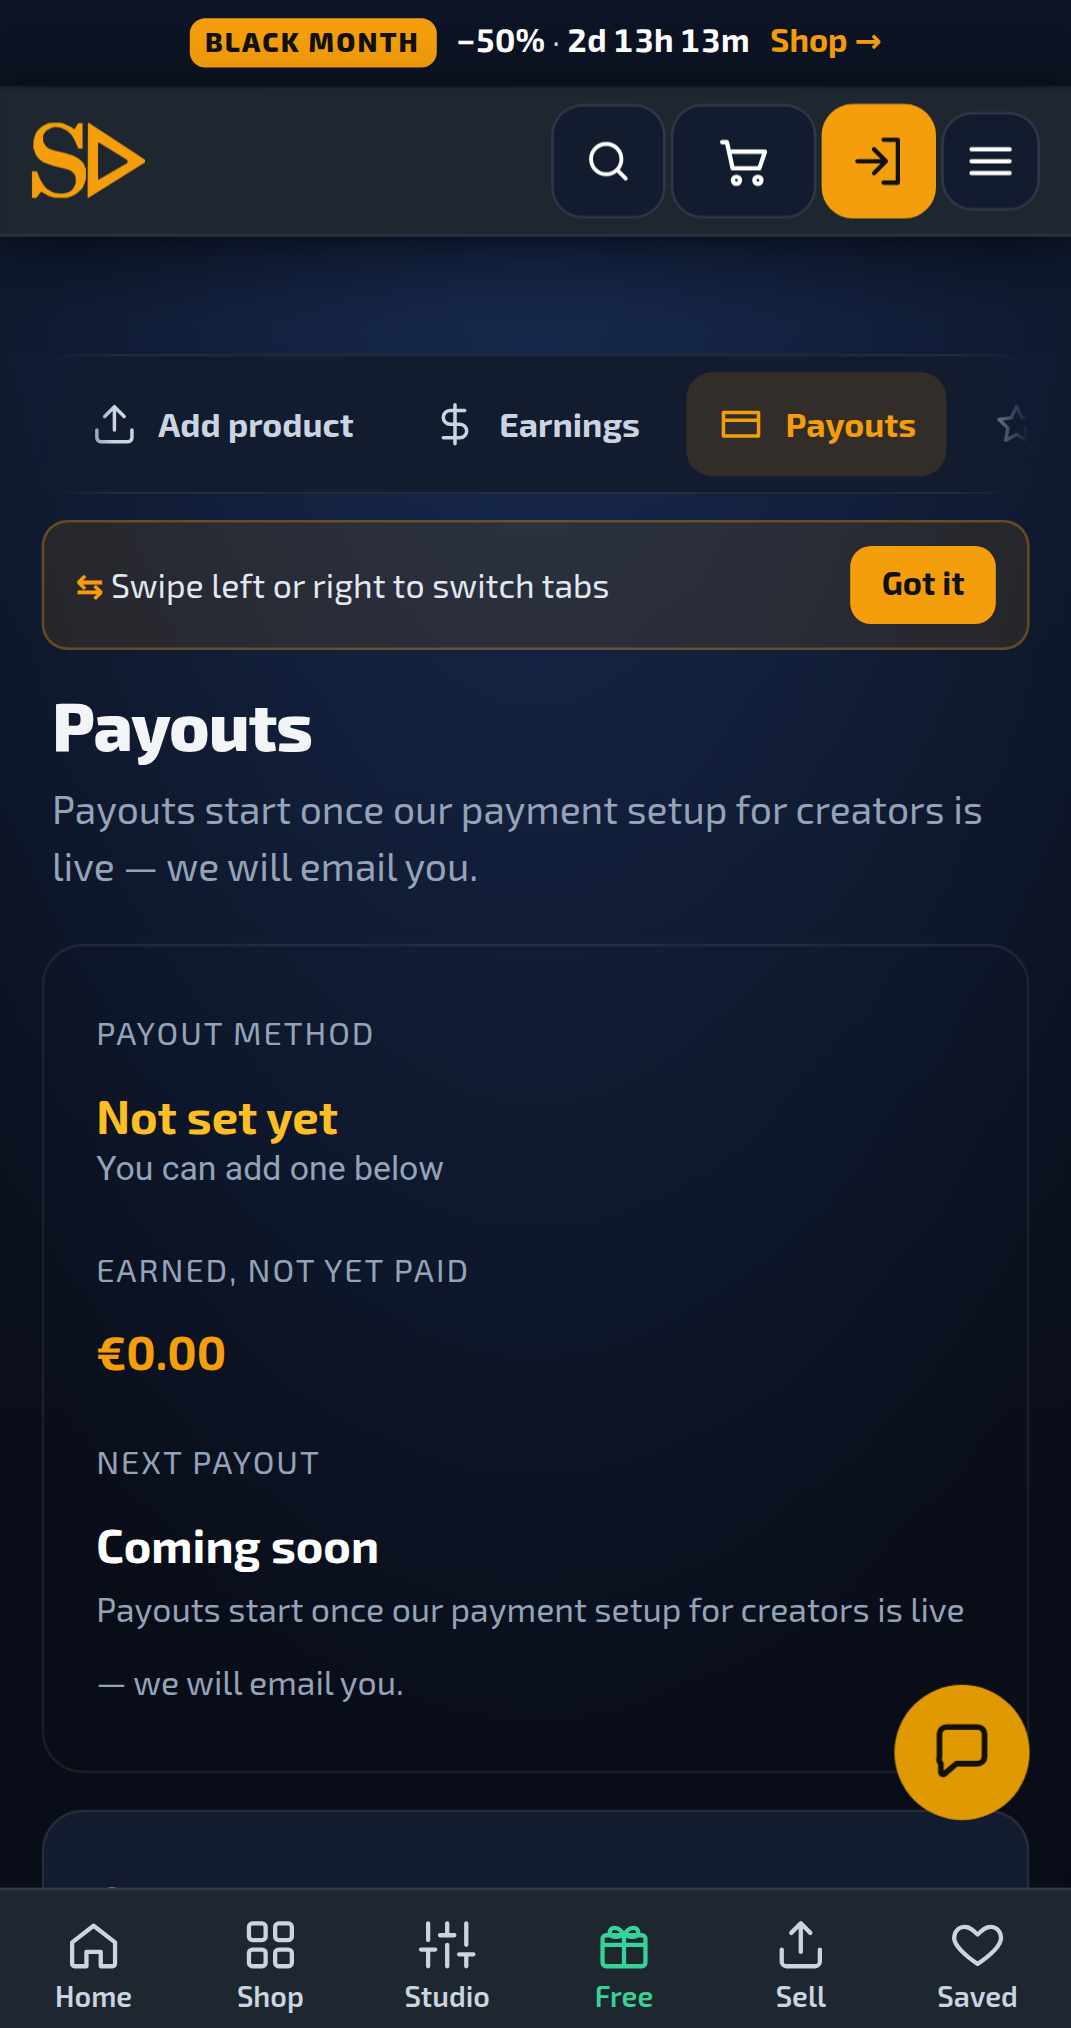 BLACK MONTH −50% · 2d 13h 13m Shop →
S
Add product Earnings Payouts
⇆ Swipe left or right to switch tabs Got it
Payouts
Payouts start once our payment setup for creators is
live — we will email you.
PAYOUT METHOD
Not set yet
You can add one below
EARNED, NOT YET PAID
€0.00
NEXT PAYOUT
Coming soon
Payouts start once our payment setup for creators is live
— we will email you.
Home Shop Studio Free Sell Saved